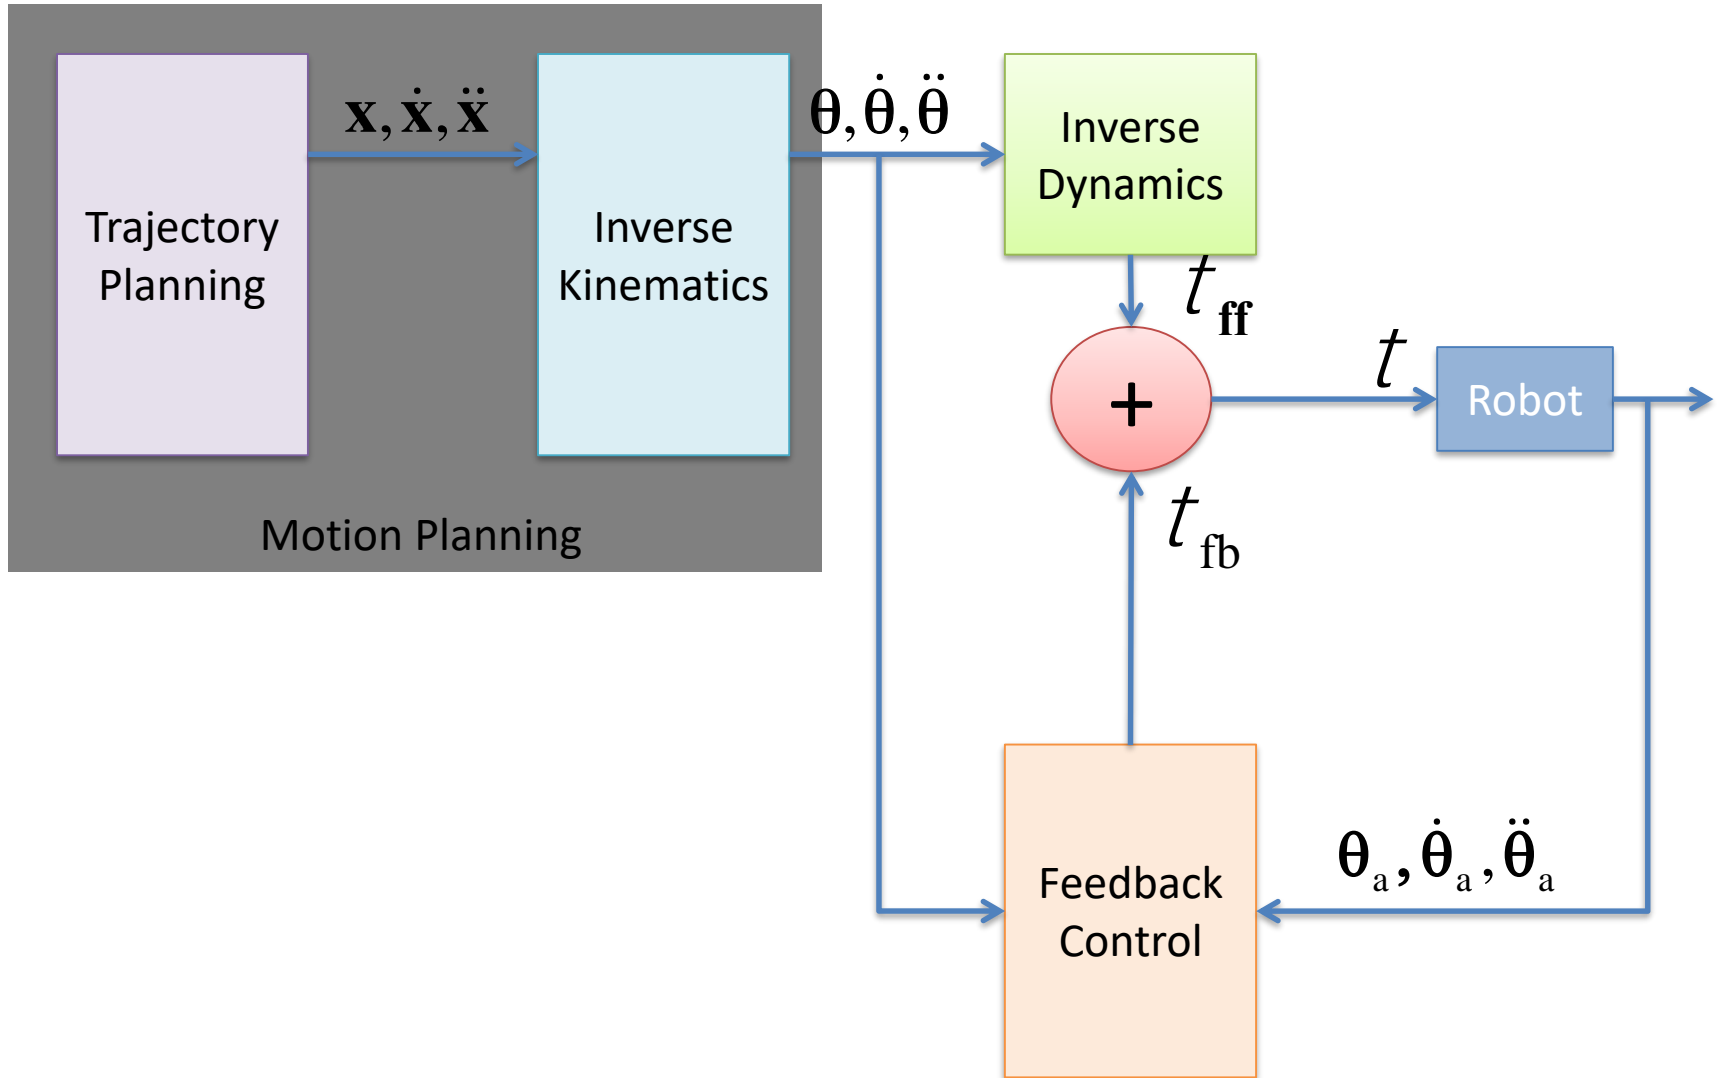 Trajectory
Planning
x, ẋ, ẍ
Inverse
Kinematics
Motion Planning
θ, θ̇, θ̈
Inverse
Dynamics
t ff
+
t
Robot
t fb
Feedback
Control
θa, θ̇a, θ̈a